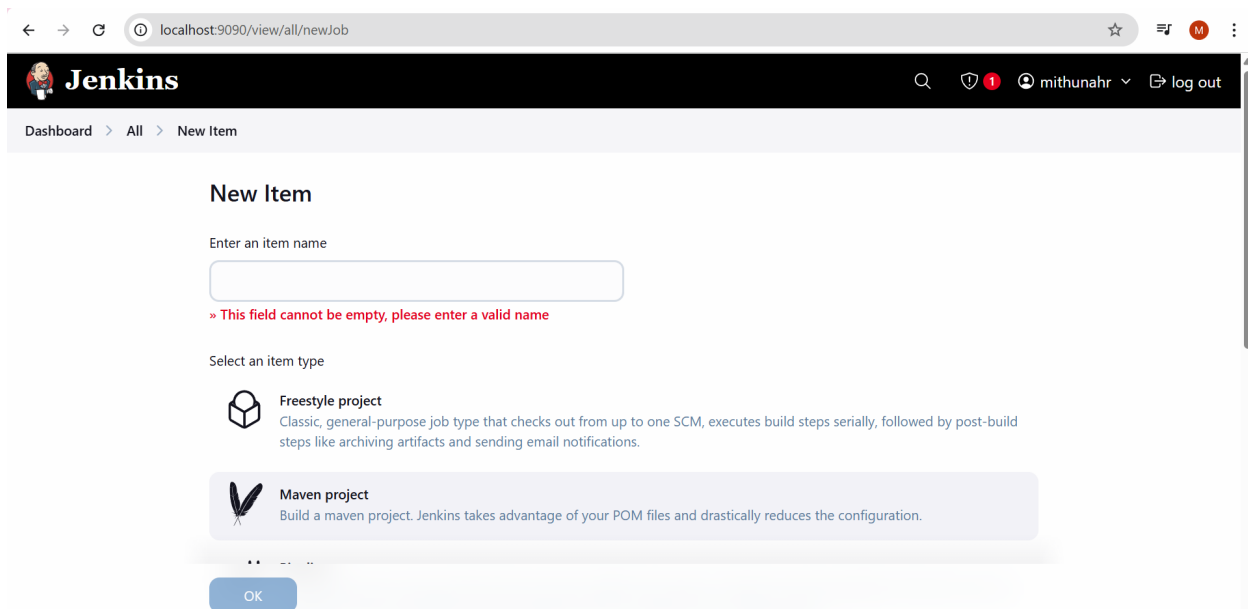 localhost:9090/view/all/newJob
M
Jenkins
1
mithunahr
log out
Dashboard > All > New Item
New Item
Enter an item name
» This field cannot be empty, please enter a valid name
Select an item type
Freestyle project
Classic, general-purpose job type that checks out from up to one SCM, executes build steps serially, followed by post-build
steps like archiving artifacts and sending email notifications.
Maven project
Build a maven project. Jenkins takes advantage of your POM files and drastically reduces the configuration.
OK